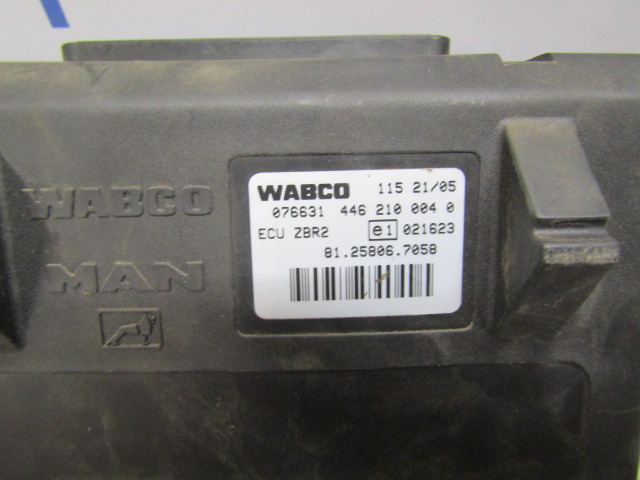 WABCO
MAN
WABCO 115 21/05
076631 446 210 004 0
ECU ZBR2 e1 021623
81.25806.7058